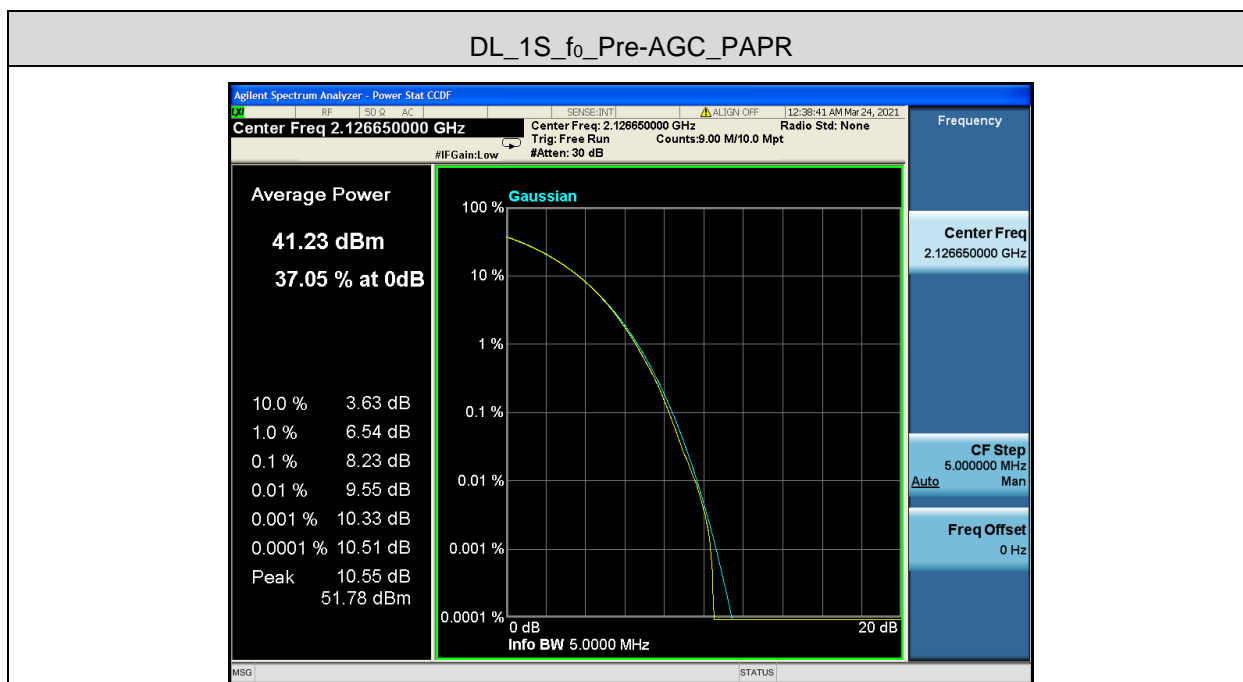 DL_1S_f₀_Pre-AGC_PAPR
Agilent Spectrum Analyzer - Power Stat CCDF
LXI RF 50 Ω AC SENSE:INT ALIGN OFF 12:38:41 AM Mar 24, 2021
Center Freq 2.126650000 GHz
Center Freq: 2.126650000 GHz Radio Std: None
Trig: Free Run Counts:9.00 M/10.0 Mpt
#IFGain:Low #Atten: 30 dB
Average Power
41.23 dBm
37.05 % at 0dB
10.0 % 3.63 dB
1.0 % 6.54 dB
0.1 % 8.23 dB
0.01 % 9.55 dB
0.001 % 10.33 dB
0.0001 % 10.51 dB
Peak 10.55 dB
51.78 dBm
Gaussian
100 %
10 %
1 %
0.1 %
0.01 %
0.001 %
0.0001 %
0 dB 20 dB
Info BW 5.0000 MHz
Frequency
Center Freq
2.126650000 GHz
CF Step
5.000000 MHz
Auto Man
Freq Offset
0 Hz
MSG STATUS